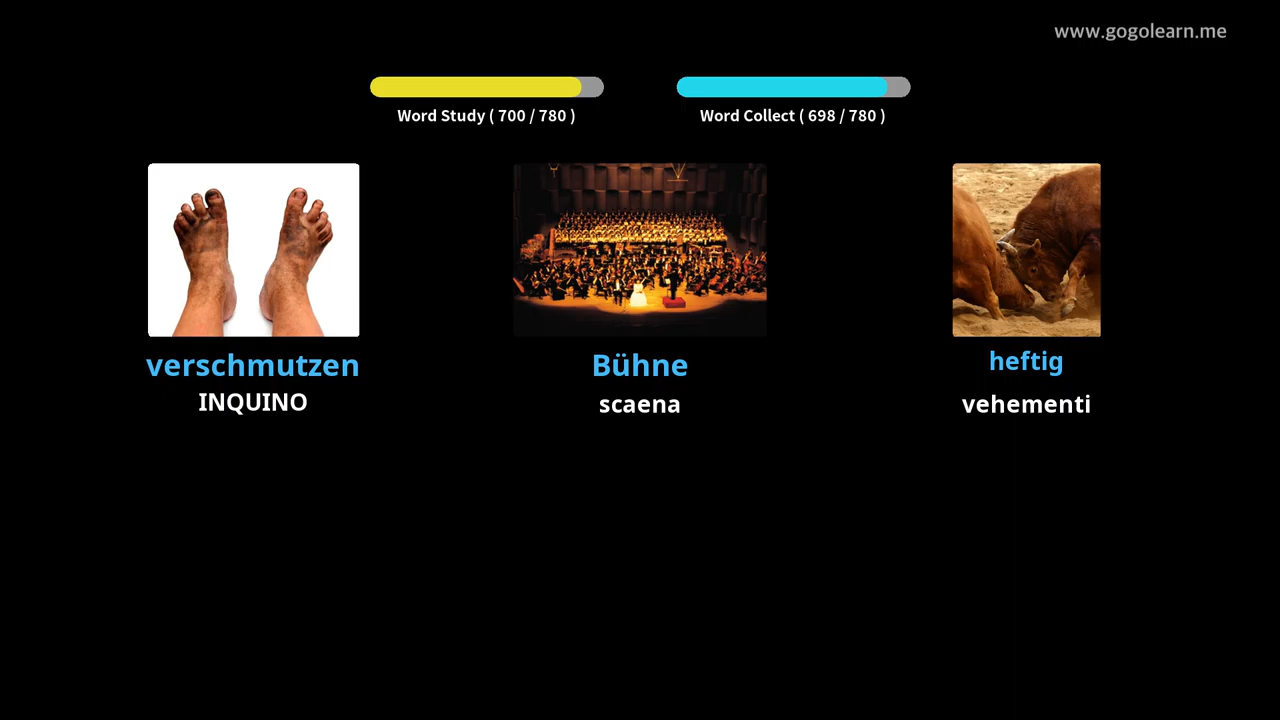 www.gogolearn.me
Word Study ( 700 / 780 )
Word Collect ( 698 / 780 )
verschmutzen
INQUINO
Bühne
scaena
heftig
vehementi